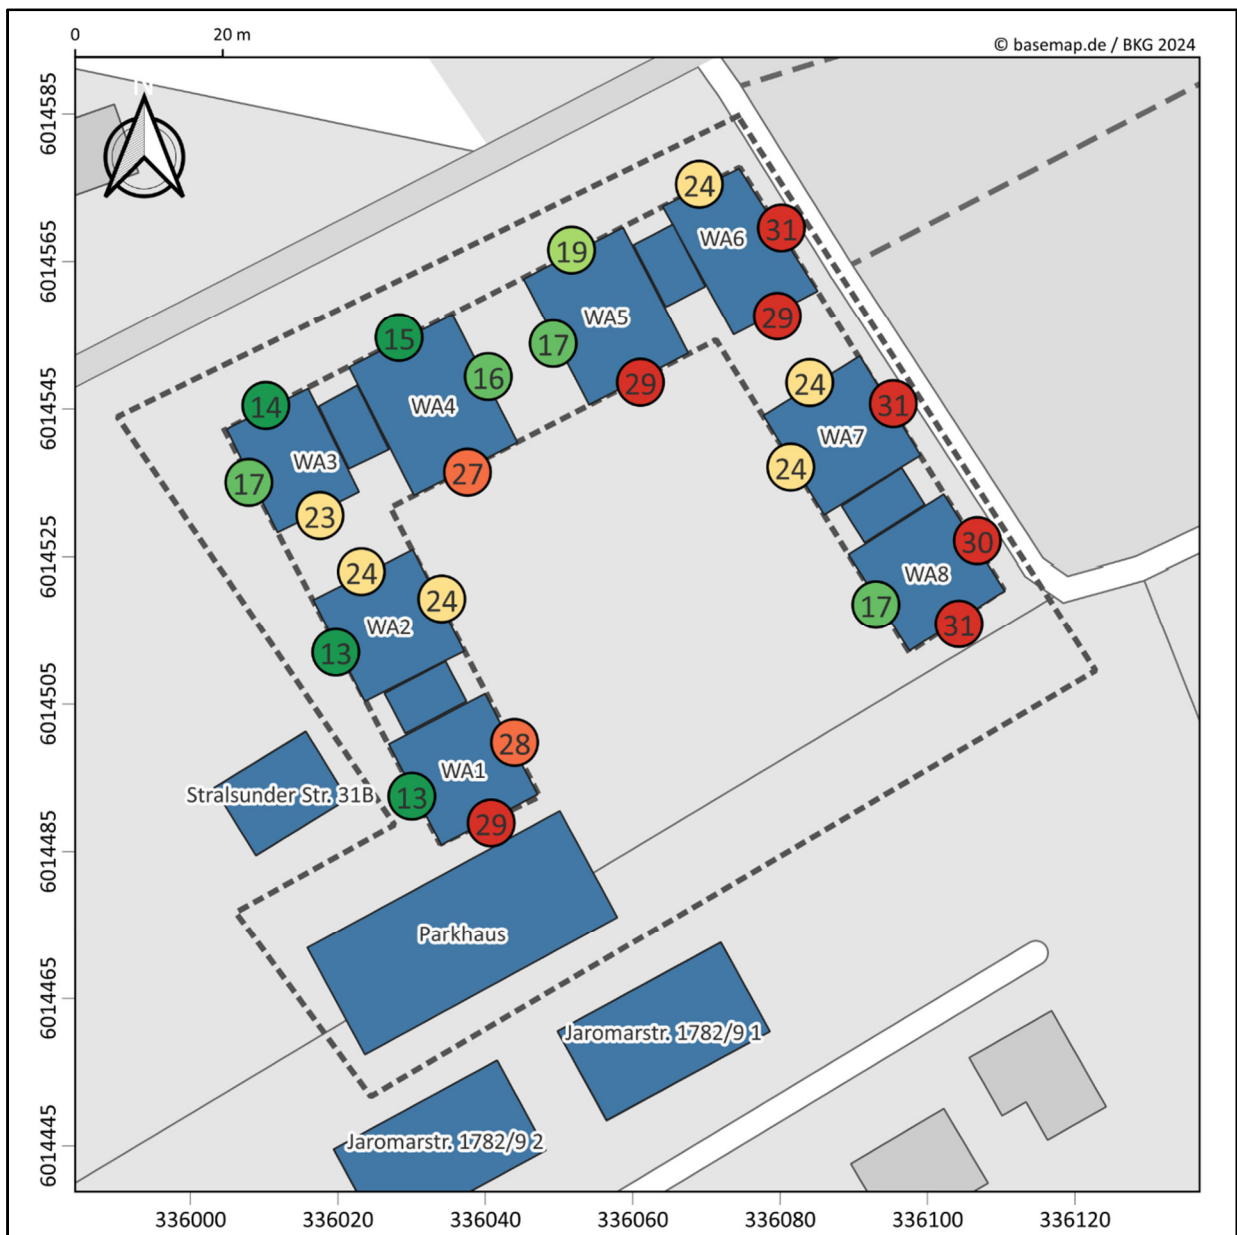 0
20 m
© basemap.de / BKG 2024
N
6014585
6014565
6014545
6014525
6014505
6014485
6014465
6014445
24
WA6
31
29
19
WA5
17
29
15
WA4
16
27
14
WA3
17
23
24
WA7
31
24
24
WA2
24
13
30
WA8
17
31
28
WA1
13
29
Stralsunder Str. 31B
Parkhaus
Jaromarstr. 1782/9 1
Jaromarstr. 1782/9 2
336000
336020
336040
336060
336080
336100
336120